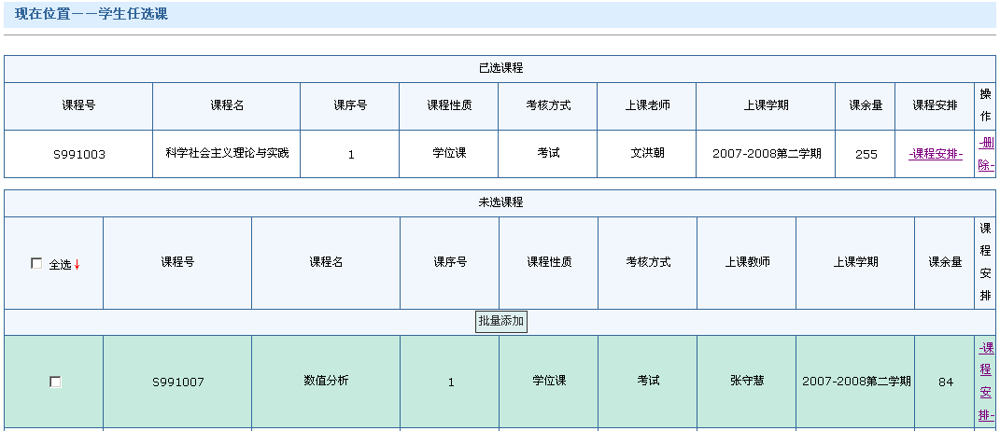 现在位置－－学生任选课
已选课程
课程号 课程名 课序号 课程性质 考核方式 上课老师 上课学期 课余量 课程安排 操作
S991003 科学社会主义理论与实践 1 学位课 考试 文洪朝 2007-2008第二学期 255 -课程安排- -删除-
未选课程
全选↓ 课程号 课程名 课序号 课程性质 考核方式 上课教师 上课学期 课余量 课程安排
批量添加
S991007 数值分析 1 学位课 考试 张守慧 2007-2008第二学期 84 -课程安排-